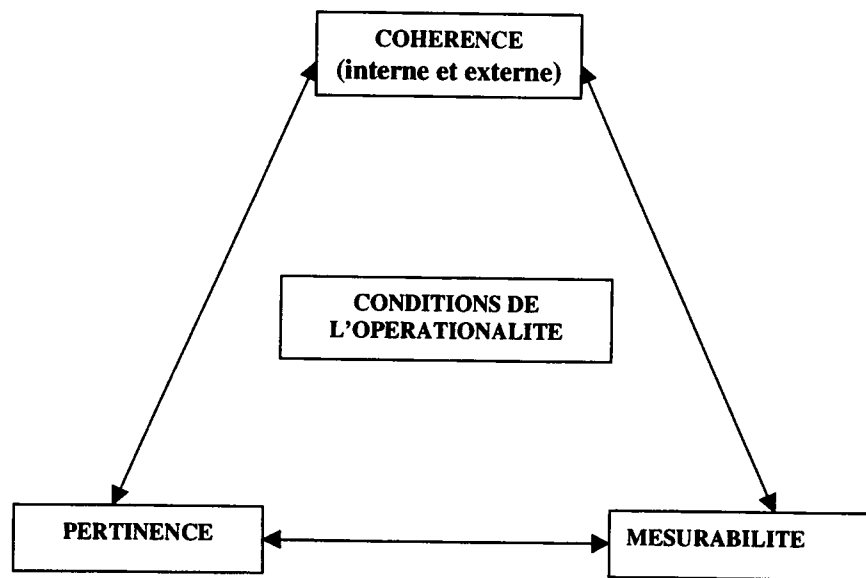 COHERENCE
(interne et externe)
CONDITIONS DE
L'OPERATIONALITE
PERTINENCE
MESURABILITE